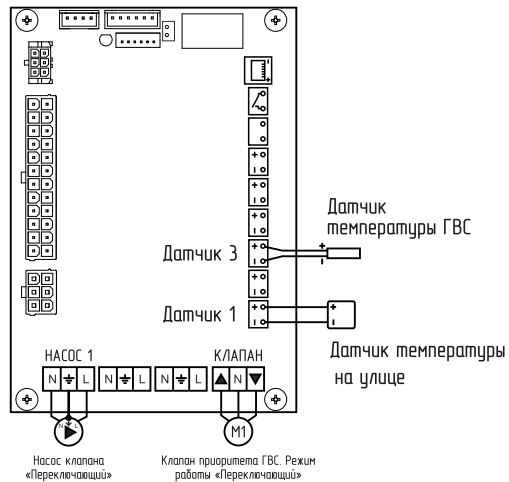 Датчик
температуры ГВС
Датчик 3
Датчик 1
Датчик температуры
на улице
НАСОС 1
КЛАПАН
N L N L N L N
N L
M1
Насос клапана
«Переключающий»
Клапан приоритета ГВС. Режим
работы «Переключающий»